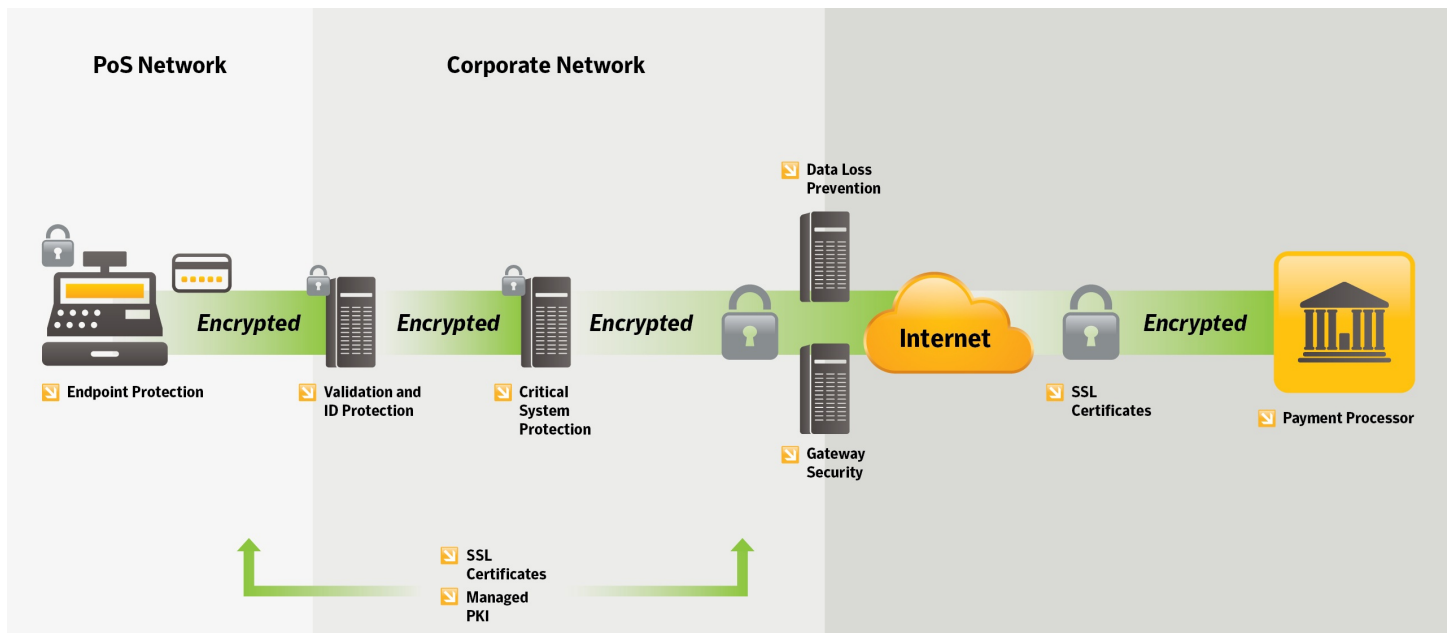 PoS Network
Corporate Network
Data Loss
Prevention
Encrypted
Encrypted
Encrypted
Internet
Encrypted
Endpoint Protection
Validation and
ID Protection
Critical
System
Protection
SSL
Certificates
Payment Processor
Gateway
Security
SSL
Certificates
Managed
PKI